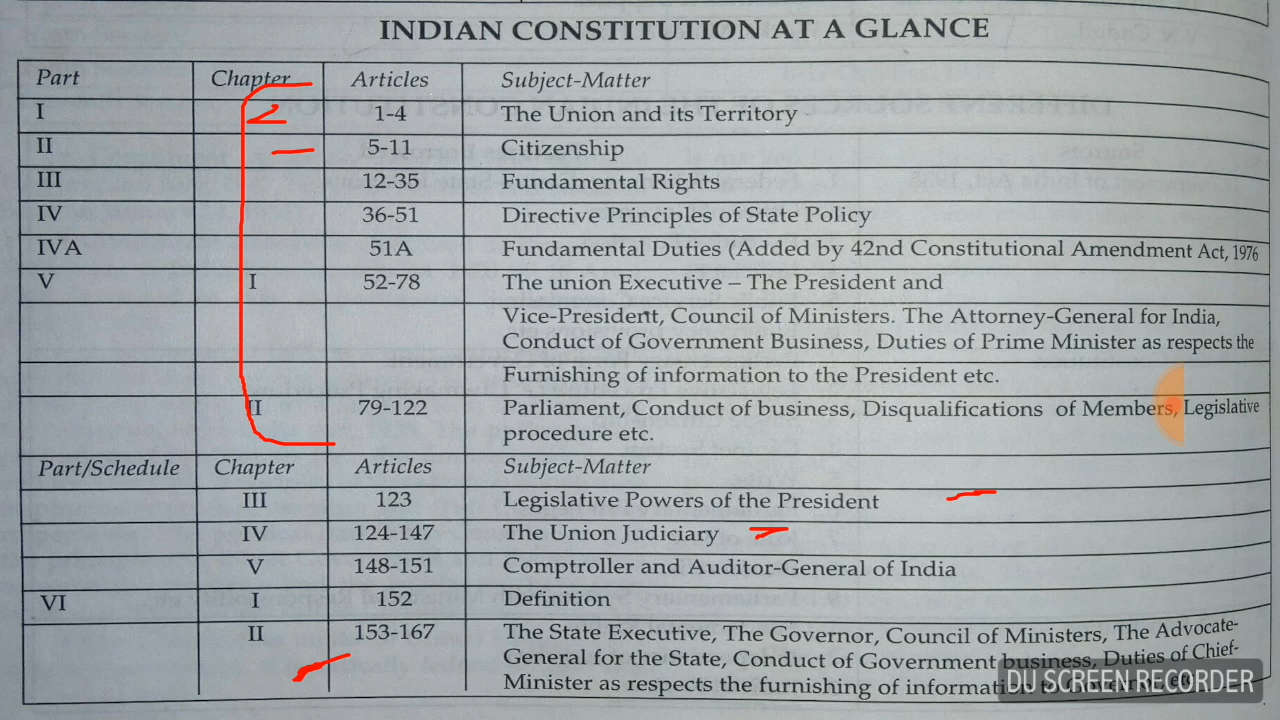 INDIAN CONSTITUTION AT A GLANCE
Part Chapter Articles Subject-Matter
I 1-4 The Union and its Territory
II 5-11 Citizenship
III 12-35 Fundamental Rights
IV 36-51 Directive Principles of State Policy
IVA 51A Fundamental Duties (Added by 42nd Constitutional Amendment Act, 1976
V I 52-78 The union Executive – The President and
Vice-President, Council of Ministers. The Attorney-General for India,
Conduct of Government Business, Duties of Prime Minister as respects the
Furnishing of information to the President etc.
II 79-122 Parliament, Conduct of business, Disqualifications of Members, Legislative
procedure etc.
Part/Schedule Chapter Articles Subject-Matter
III 123 Legislative Powers of the President
IV 124-147 The Union Judiciary
V 148-151 Comptroller and Auditor-General of India
VI I 152 Definition
II 153-167 The State Executive, The Governor, Council of Ministers, The Advocate-
General for the State, Conduct of Government business, Duties of Chief-
Minister as respects the furnishing of information to
DU SCREEN RECORDER